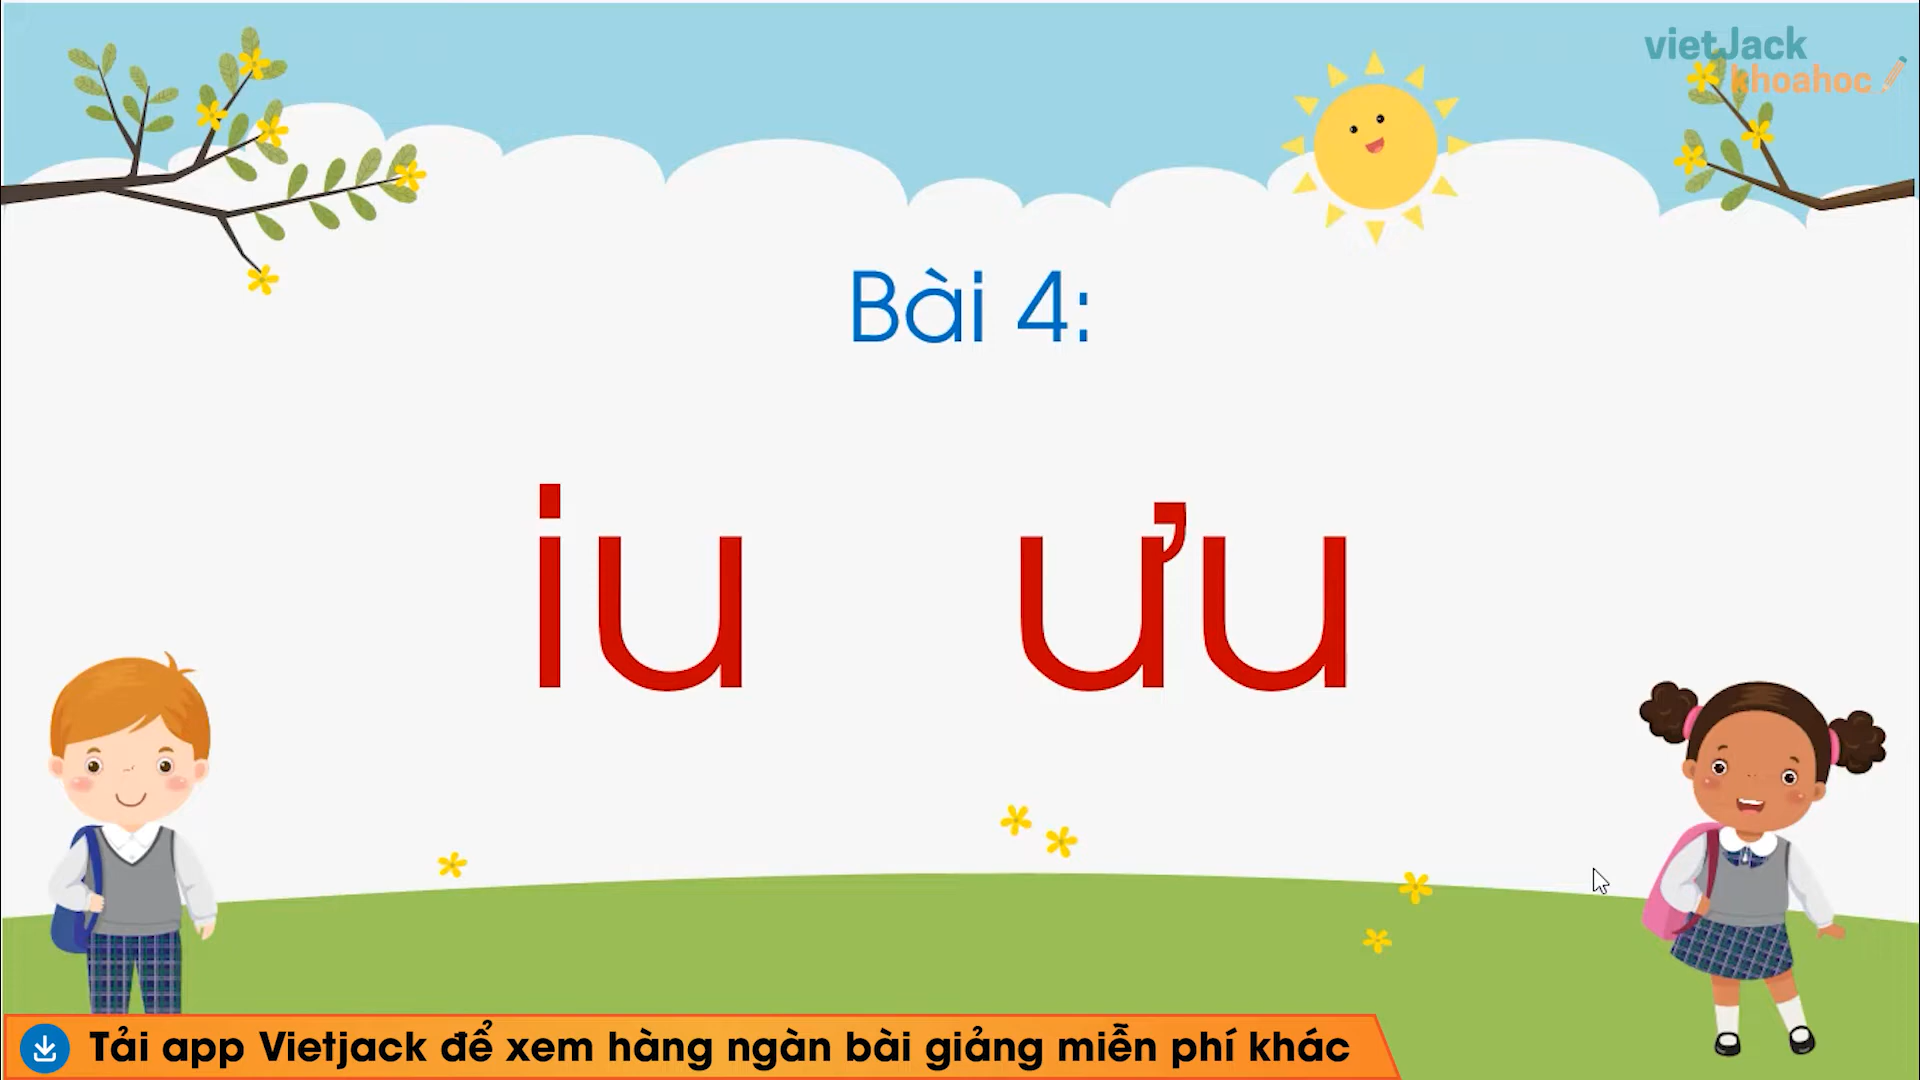 vietJack
khoahoc
Bài 4:
iu ưu
Tải app Vietjack để xem hàng ngàn bài giảng miễn phí khác